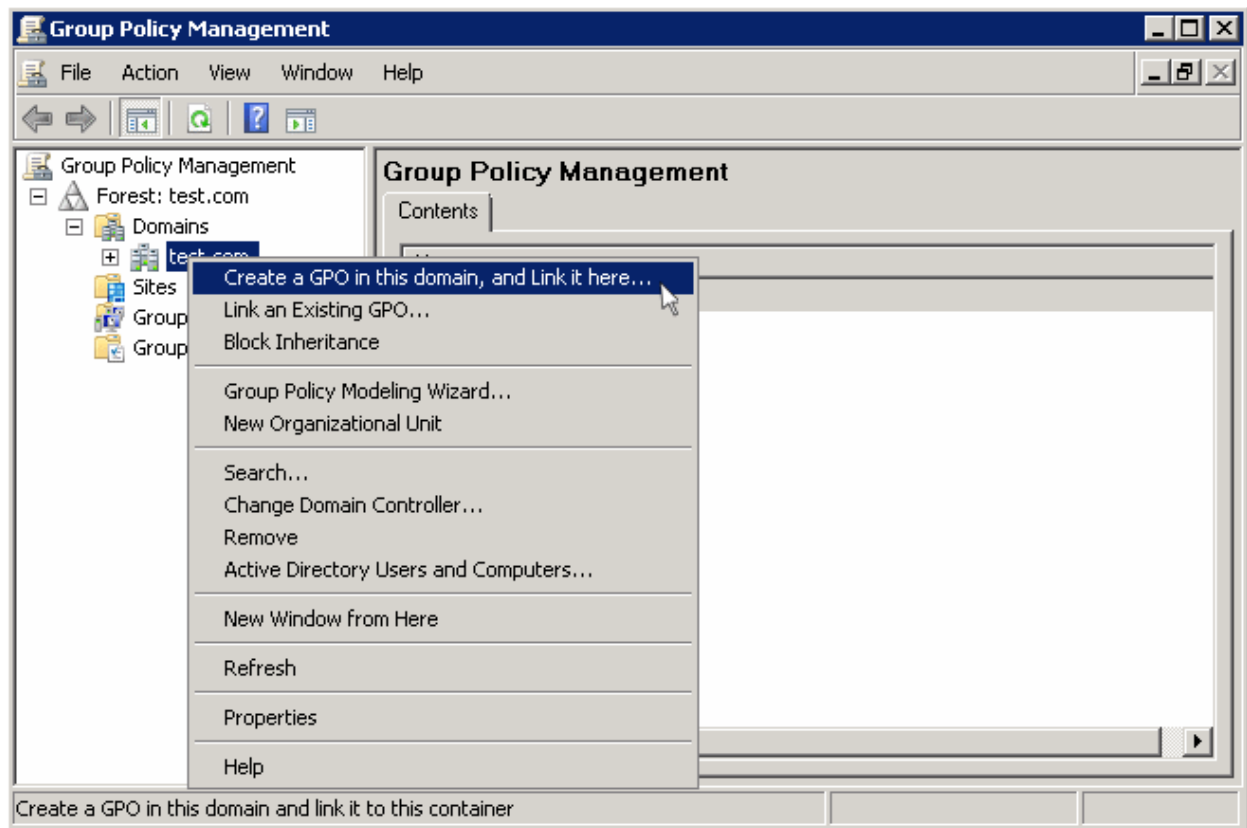 Group Policy Management
File Action View Window Help
Group Policy Management
Forest: test.com
Domains
test.com
Sites
Group
Group
Group Policy Management
Contents
Create a GPO in this domain, and Link it here...
Link an Existing GPO...
Block Inheritance
Group Policy Modeling Wizard...
New Organizational Unit
Search...
Change Domain Controller...
Remove
Active Directory Users and Computers...
New Window from Here
Refresh
Properties
Help
Create a GPO in this domain and link it to this container